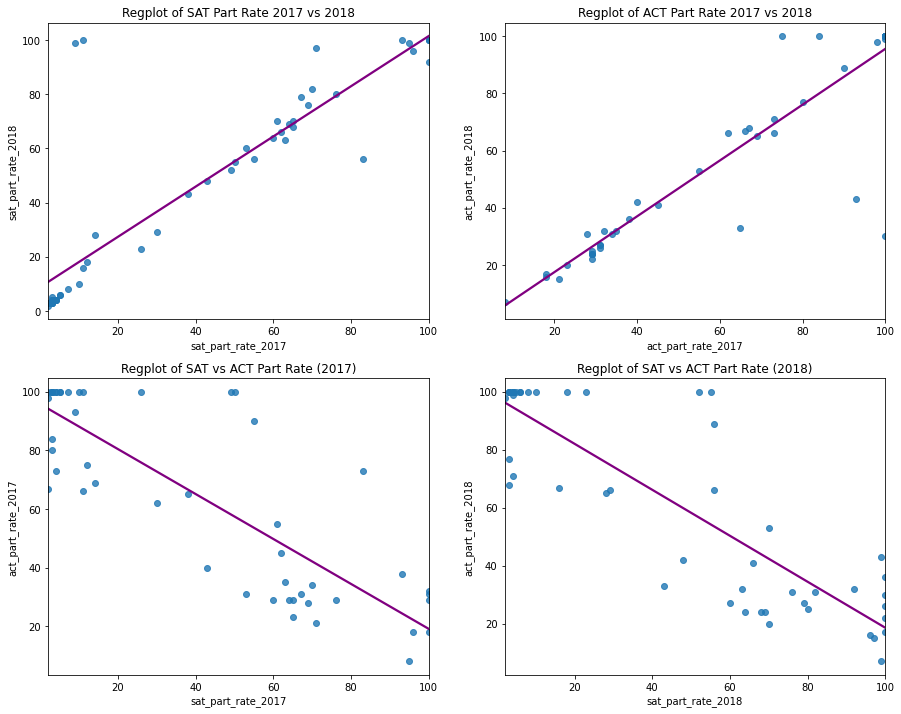 Regplot of SAT Part Rate 2017 vs 2018
sat_part_rate_2018
100
80
60
40
20
0
20 40 60 80 100
sat_part_rate_2017
Regplot of ACT Part Rate 2017 vs 2018
act_part_rate_2018
100
80
60
40
20
20 40 60 80 100
act_part_rate_2017
Regplot of SAT vs ACT Part Rate (2017)
act_part_rate_2017
100
80
60
40
20
20 40 60 80 100
sat_part_rate_2017
Regplot of SAT vs ACT Part Rate (2018)
act_part_rate_2018
100
80
60
40
20
20 40 60 80 100
sat_part_rate_2018